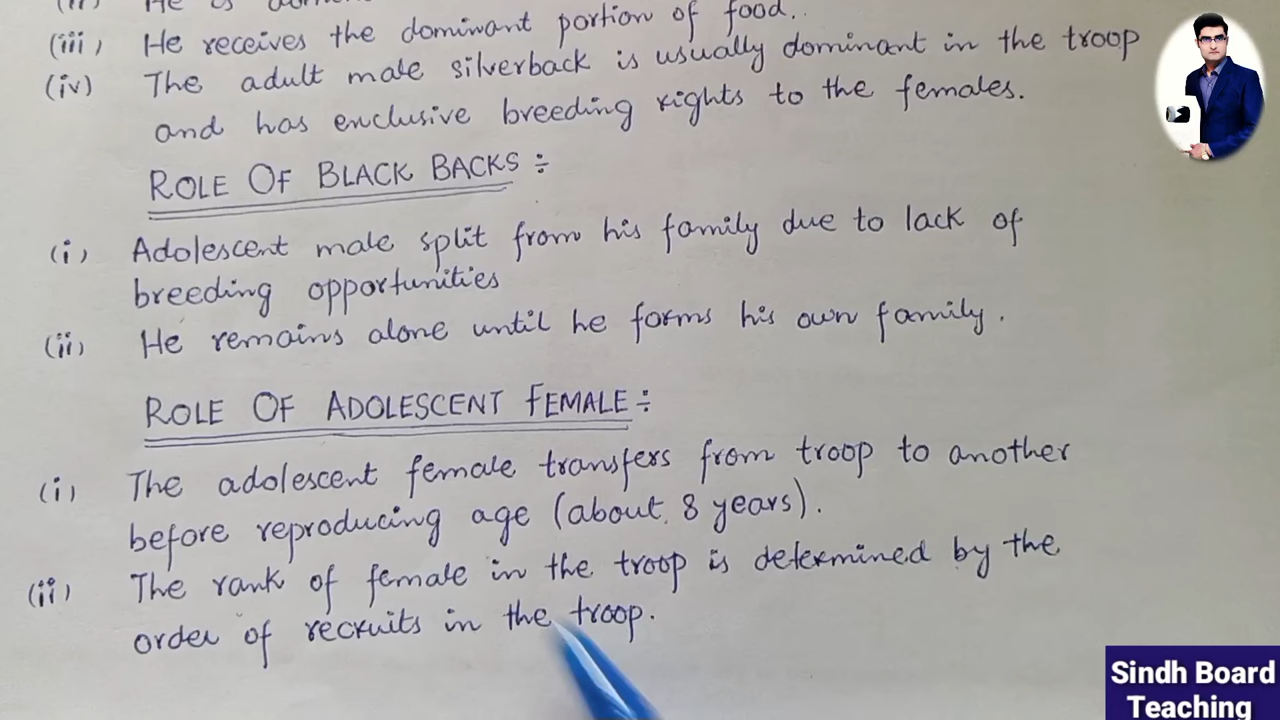 He is
(iii) He receives the dominant portion of food..
(iv) The adult male silverback is usually dominant in the troop
and has exclusive breeding rights to the females.
ROLE OF BLACK BACKS ÷
(i) Adolescent male split from his family due to lack of
breeding opportunities
(ii) He remains alone until he forms his own family.
ROLE OF ADOLESCENT FEMALE ÷
(i) The adolescent female transfers from troop to another
before reproducing age (about 8 years).
(ii) The rank of female in the troop is determined by the
order of recruits in the troop.
Sindh Board
Teaching